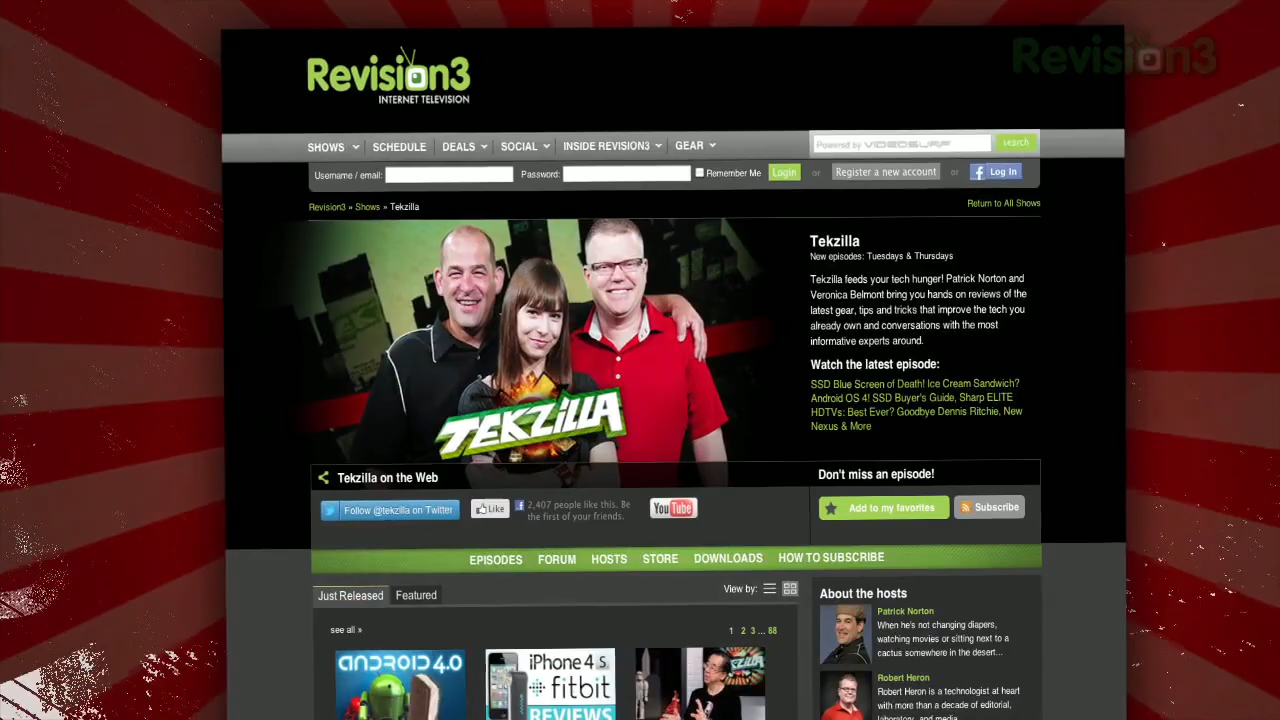 Revision3
INTERNET TELEVISION
Revision3
SHOWS
SCHEDULE
DEALS
SOCIAL
INSIDE REVISION3
GEAR
Powered by VIDEOSURF
search
Username / email:
Password:
Remember Me
Login
or
Register a new account
or
f Log In
Revision3 » Shows » Tekzilla
Return to All Shows
Tekzilla
New episodes: Tuesdays & Thursdays
Tekzilla feeds your tech hunger! Patrick Norton and
Veronica Belmont bring you hands on reviews of the
latest gear, tips and tricks that improve the tech you
already own and conversations with the most
informative experts around.
Watch the latest episode:
SSD Blue Screen of Death! Ice Cream Sandwich?
Android OS 4! SSD Buyer's Guide, Sharp ELITE
HDTVs: Best Ever? Goodbye Dennis Ritchie, New
Nexus & More
TEKZILLA
Tekzilla on the Web
Don't miss an episode!
Follow @tekzilla on Twitter
Like
f 2,407 people like this. Be
the first of your friends.
YouTube
Add to my favorites
Subscribe
EPISODES
FORUM
HOSTS
STORE
DOWNLOADS
HOW TO SUBSCRIBE
Just Released
Featured
View by:
see all »
1 2 3 ... 68
ANDROID 4.0
iPhone 4S
fitbit
REVIEWS
TEKZILLA
About the hosts
Patrick Norton
When he's not changing diapers,
watching movies or sitting next to a
cactus somewhere in the desert...
Robert Heron
Robert Heron is a technologist at heart
with more than a decade of editorial,
laboratory, and media